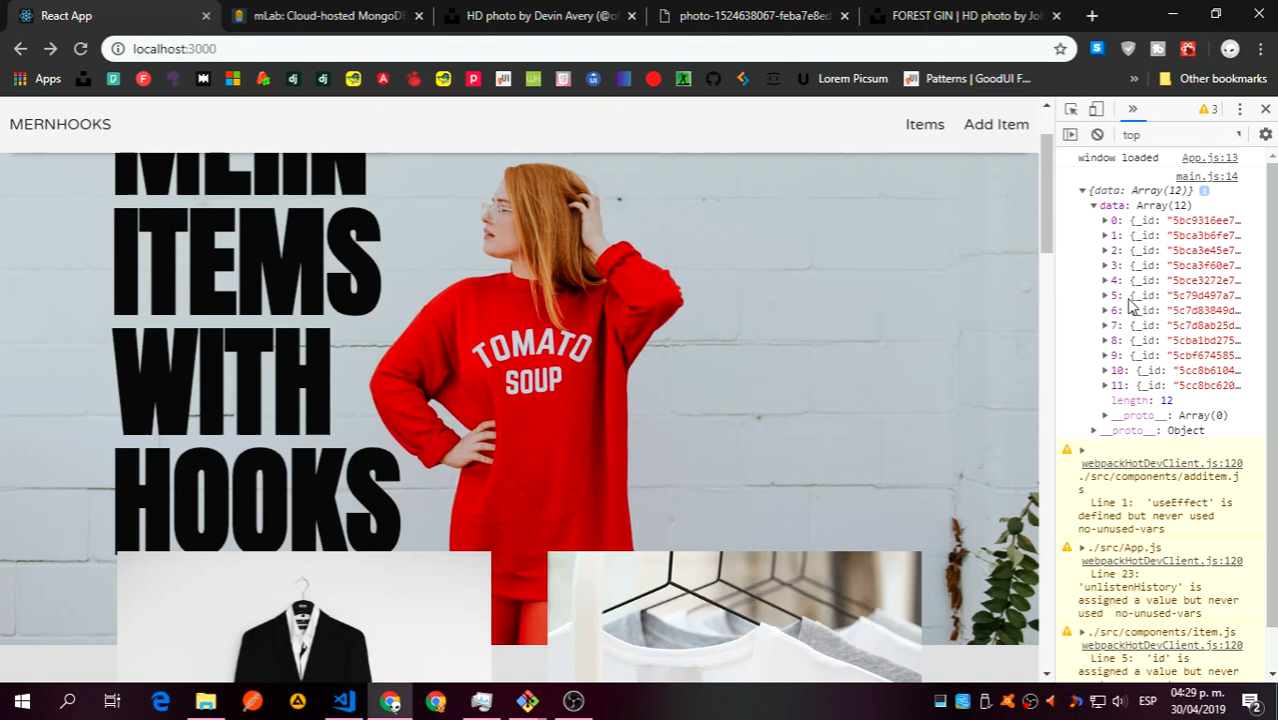 React App
mLab: Cloud-hosted MongoDB
HD photo by Devin Avery (@of
photo-1524638067-feba7e8ed
FOREST GIN | HD photo by Joh
localhost:3000
Apps
Lorem Picsum
Patterns | GoodUI F...
»
Other bookmarks
MERNHOOKS
Items
Add Item
MERN
ITEMS
WITH
HOOKS
TOMATO
SOUP
» 3
top
window loaded App.js:13
main.js:14
{data: Array(12)}
data: Array(12)
0: {_id: "5bc9316ee7...
1: {_id: "5bca3b6fe7...
2: {_id: "5bca3e45e7...
3: {_id: "5bca3f60e7...
4: {_id: "5bce3272e7...
5: {_id: "5c79d497a7...
6: {_id: "5c7d83849d...
7: {_id: "5c7d8ab25d...
8: {_id: "5cba1bd275...
9: {_id: "5cbf674585...
10: {_id: "5cc8b6104...
11: {_id: "5cc8bc620...
length: 12
__proto__: Array(0)
__proto__: Object
webpackHotDevClient.js:120
./src/components/additem.j
s
Line 1: 'useEffect' is
defined but never used
no-unused-vars
./src/App.js
webpackHotDevClient.js:120
Line 23:
'unlistenHistory' is
assigned a value but never
used no-unused-vars
./src/components/item.js
webpackHotDevClient.js:120
Line 5: 'id' is
assigned a value but never
ESP
04:29 p. m.
30/04/2019
2